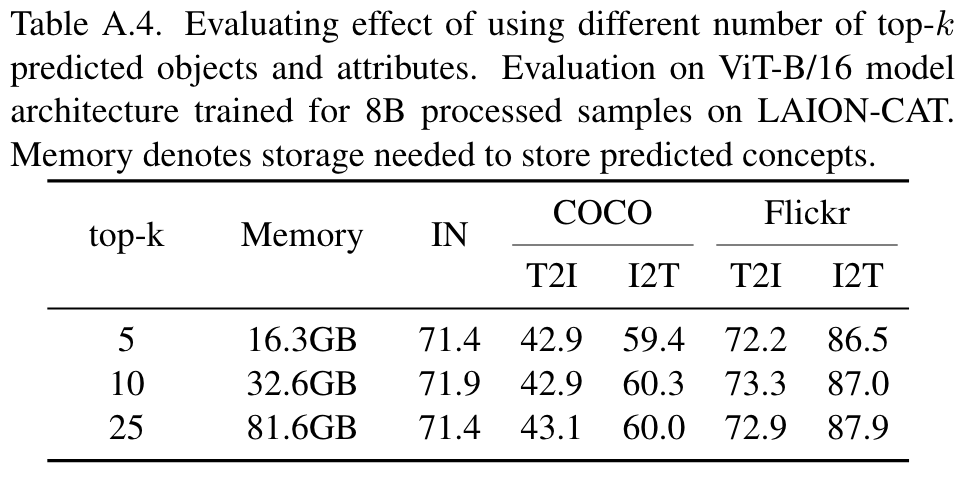 Table A.4. Evaluating effect of using different number of top-k
predicted objects and attributes. Evaluation on ViT-B/16 model
architecture trained for 8B processed samples on LAION-CAT.
Memory denotes storage needed to store predicted concepts.
top-k Memory IN COCO Flickr
T2I I2T T2I I2T
5 16.3GB 71.4 42.9 59.4 72.2 86.5
10 32.6GB 71.9 42.9 60.3 73.3 87.0
25 81.6GB 71.4 43.1 60.0 72.9 87.9